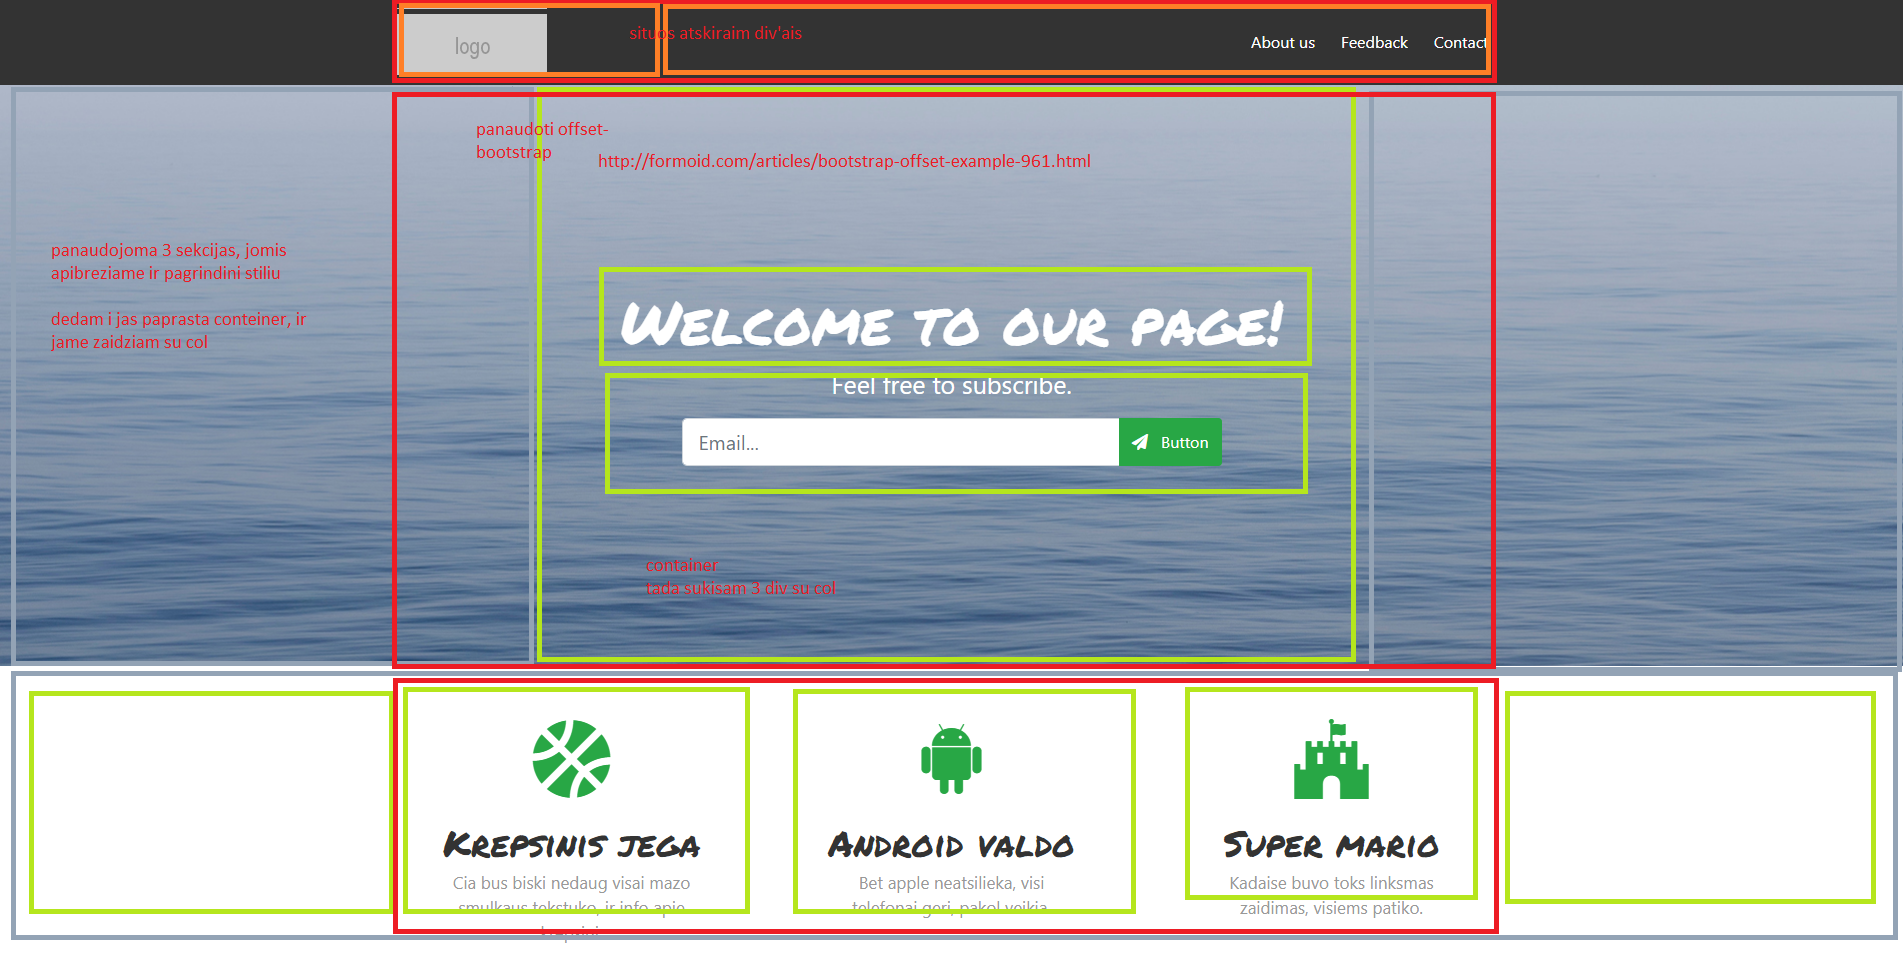 logo
situos atskiraim div'ais
About us Feedback Contact
panaudoti offset-
bootstrap
http://formoid.com/articles/bootstrap-offset-example-961.html
panaudojoma 3 sekcijas, jomis
apibreziame ir pagrindini stiliu
dedam i jas paprasta conteiner, ir
jame zaidziam su col
Welcome to our page!
Feel free to subscribe.
Email...
Button
container
tada sukisam 3 div su col
Krepsinis jega
Cia bus biski nedaug visai mazo
smulkaus tekstuko, ir info apie
Android valdo
Bet apple neatsilieka, visi
telefonai geri, pakol veikia
Super mario
Kadaise buvo toks linksmas
zaidimas, visiems patiko.